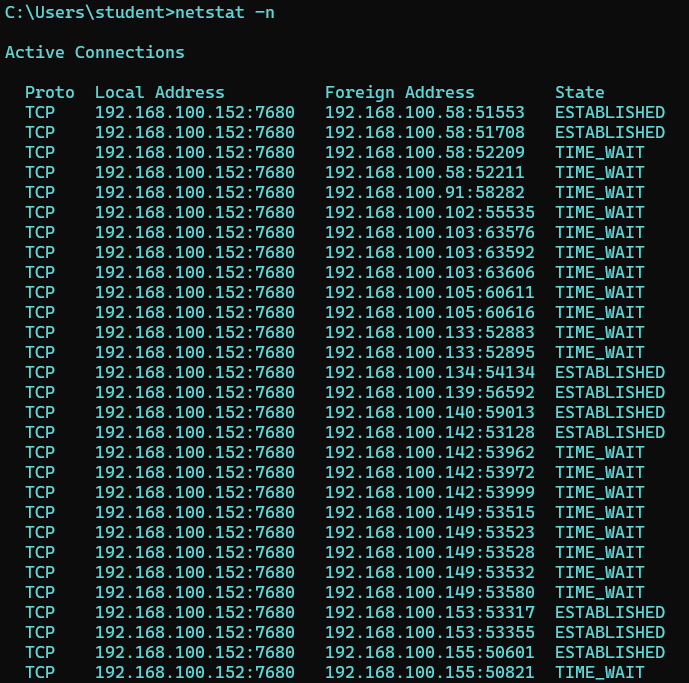 C:\Users\student>netstat -n
Active Connections
Proto  Local Address          Foreign Address        State
TCP    192.168.100.152:7680   192.168.100.58:51553   ESTABLISHED
TCP    192.168.100.152:7680   192.168.100.58:51708   ESTABLISHED
TCP    192.168.100.152:7680   192.168.100.58:52209   TIME_WAIT
TCP    192.168.100.152:7680   192.168.100.58:52211   TIME_WAIT
TCP    192.168.100.152:7680   192.168.100.91:58282   TIME_WAIT
TCP    192.168.100.152:7680   192.168.100.102:55535  TIME_WAIT
TCP    192.168.100.152:7680   192.168.100.103:63576  TIME_WAIT
TCP    192.168.100.152:7680   192.168.100.103:63592  TIME_WAIT
TCP    192.168.100.152:7680   192.168.100.103:63606  TIME_WAIT
TCP    192.168.100.152:7680   192.168.100.105:60611  TIME_WAIT
TCP    192.168.100.152:7680   192.168.100.105:60616  TIME_WAIT
TCP    192.168.100.152:7680   192.168.100.133:52883  TIME_WAIT
TCP    192.168.100.152:7680   192.168.100.133:52895  TIME_WAIT
TCP    192.168.100.152:7680   192.168.100.134:54134  ESTABLISHED
TCP    192.168.100.152:7680   192.168.100.139:56592  ESTABLISHED
TCP    192.168.100.152:7680   192.168.100.140:59013  ESTABLISHED
TCP    192.168.100.152:7680   192.168.100.142:53128  ESTABLISHED
TCP    192.168.100.152:7680   192.168.100.142:53962  TIME_WAIT
TCP    192.168.100.152:7680   192.168.100.142:53972  TIME_WAIT
TCP    192.168.100.152:7680   192.168.100.142:53999  TIME_WAIT
TCP    192.168.100.152:7680   192.168.100.149:53515  TIME_WAIT
TCP    192.168.100.152:7680   192.168.100.149:53523  TIME_WAIT
TCP    192.168.100.152:7680   192.168.100.149:53528  TIME_WAIT
TCP    192.168.100.152:7680   192.168.100.149:53532  TIME_WAIT
TCP    192.168.100.152:7680   192.168.100.149:53580  TIME_WAIT
TCP    192.168.100.152:7680   192.168.100.153:53317  ESTABLISHED
TCP    192.168.100.152:7680   192.168.100.153:53355  ESTABLISHED
TCP    192.168.100.152:7680   192.168.100.155:50601  ESTABLISHED
TCP    192.168.100.152:7680   192.168.100.155:50821  TIME_WAIT